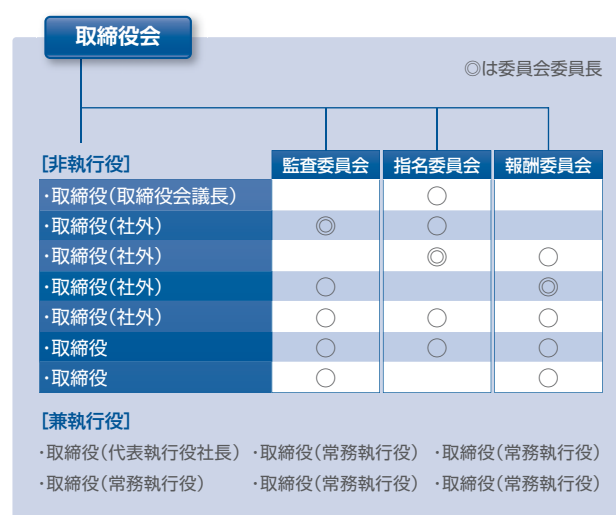 取締役会
◎は委員会委員長
[非執行役] 監査委員会 指名委員会 報酬委員会
・取締役(取締役会議長) ○
・取締役(社外) ◎ ○
・取締役(社外) ◎ ○
・取締役(社外) ○ ◎
・取締役(社外) ○ ○ ○
・取締役 ○ ○ ○
・取締役 ○ ○
[兼執行役]
・取締役(代表執行役社長) ・取締役(常務執行役) ・取締役(常務執行役)
・取締役(常務執行役) ・取締役(常務執行役) ・取締役(常務執行役)